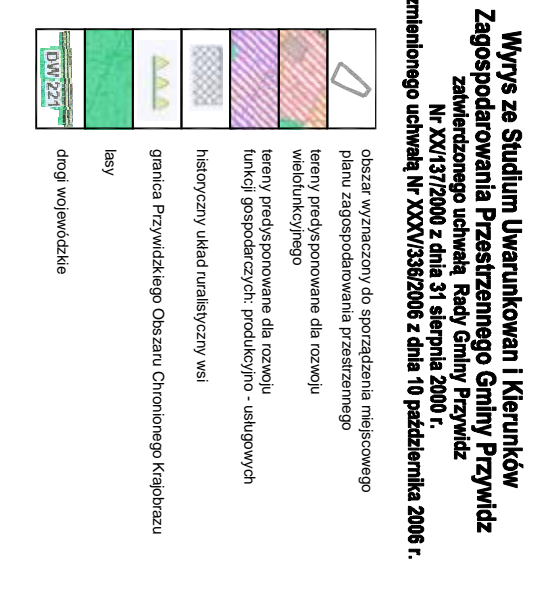 Wyrys ze Studium Uwarunkowan i Kierunków
Zagospodarowania Przestrzennego Gminy Przywidz
zatwierdzonego uchwałą Rady Gminy Przywidz
Nr XX/137/2000 z dnia 31 sierpnia 2000 r.
zmienionego uchwałą Nr XXXV/336/2006 z dnia 10 października 2006 r.
obszar wyznaczony do sporządzenia miejscowego
planu zagospodarowania przestrzennego
tereny predysponowane dla rozwoju
wielofunkcyjnego
tereny predysponowane dla rozwoju
funkcji gospodarczych: produkcyjno - usługowych
historyczny układ ruralistyczny wsi
granica Przywidzkiego Obszaru Chronionego Krajobrazu
lasy
DW 221
drogi wojewódzkie